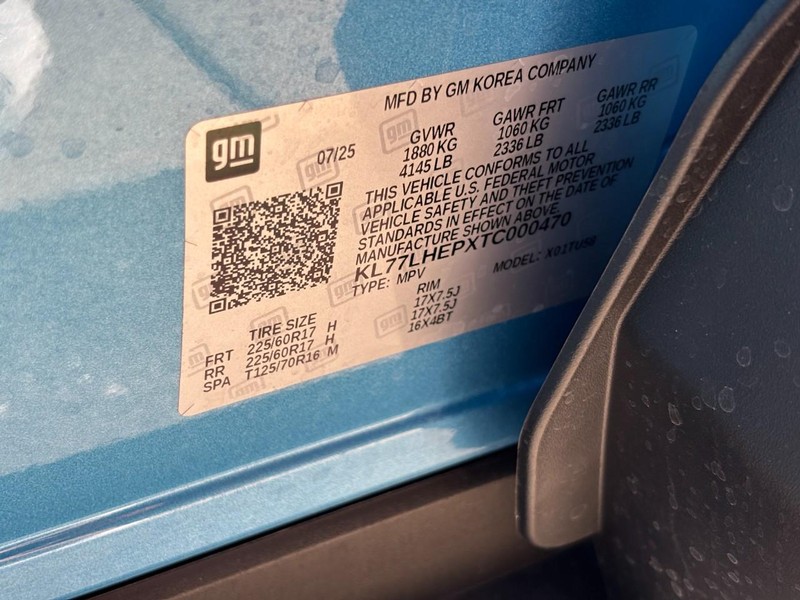 MFD BY GM KOREA COMPANY
gm
07/25
GVWR GAWR FRT GAWR RR
1880 KG 1060 KG 1060 KG
4145 LB 2336 LB 2336 LB
THIS VEHICLE CONFORMS TO ALL
APPLICABLE U.S. FEDERAL MOTOR
VEHICLE SAFETY AND THEFT PREVENTION
STANDARDS IN EFFECT ON THE DATE OF
MANUFACTURE SHOWN ABOVE.
KL77LHEPXTC000470
TYPE: MPV MODEL: X01TU58
TIRE SIZE RIM
FRT 225/60R17 H 17X7.5J
RR 225/60R17 H 17X7.5J
SPA T125/70R16 M 16X4BT